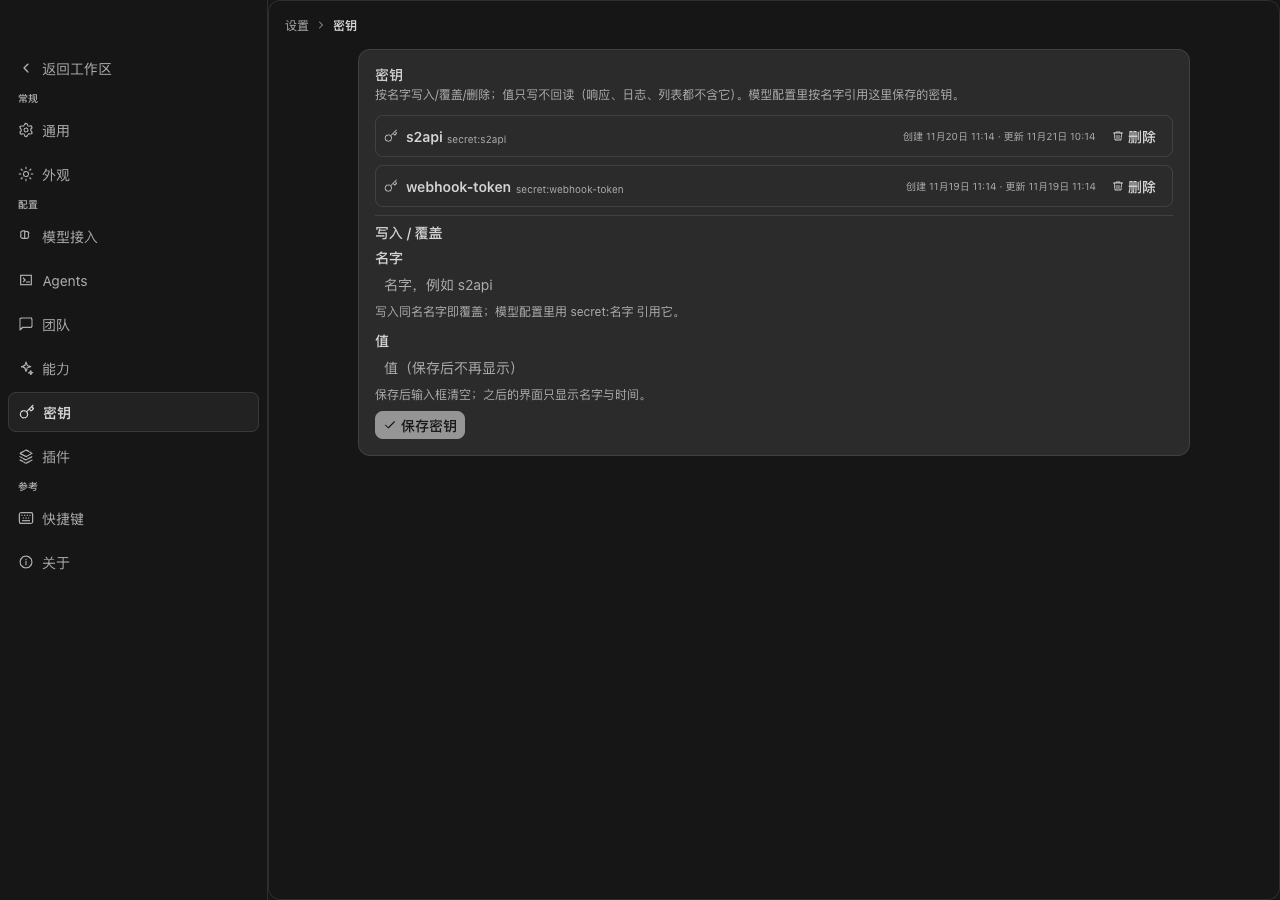 返回工作区
常规
通用
外观
配置
模型接入
Agents
团队
能力
密钥
插件
参考
快捷键
关于
设置 > 密钥
密钥
按名字写入/覆盖/删除；值只写不回读（响应、日志、列表都不含它）。模型配置里按名字引用这里保存的密钥。
s2api secret:s2api 创建 11月20日 11:14 · 更新 11月21日 10:14 删除
webhook-token secret:webhook-token 创建 11月19日 11:14 · 更新 11月19日 11:14 删除
写入 / 覆盖
名字
名字，例如 s2api
写入同名名字即覆盖；模型配置里用 secret:名字 引用它。
值
值（保存后不再显示）
保存后输入框清空；之后的界面只显示名字与时间。
保存密钥